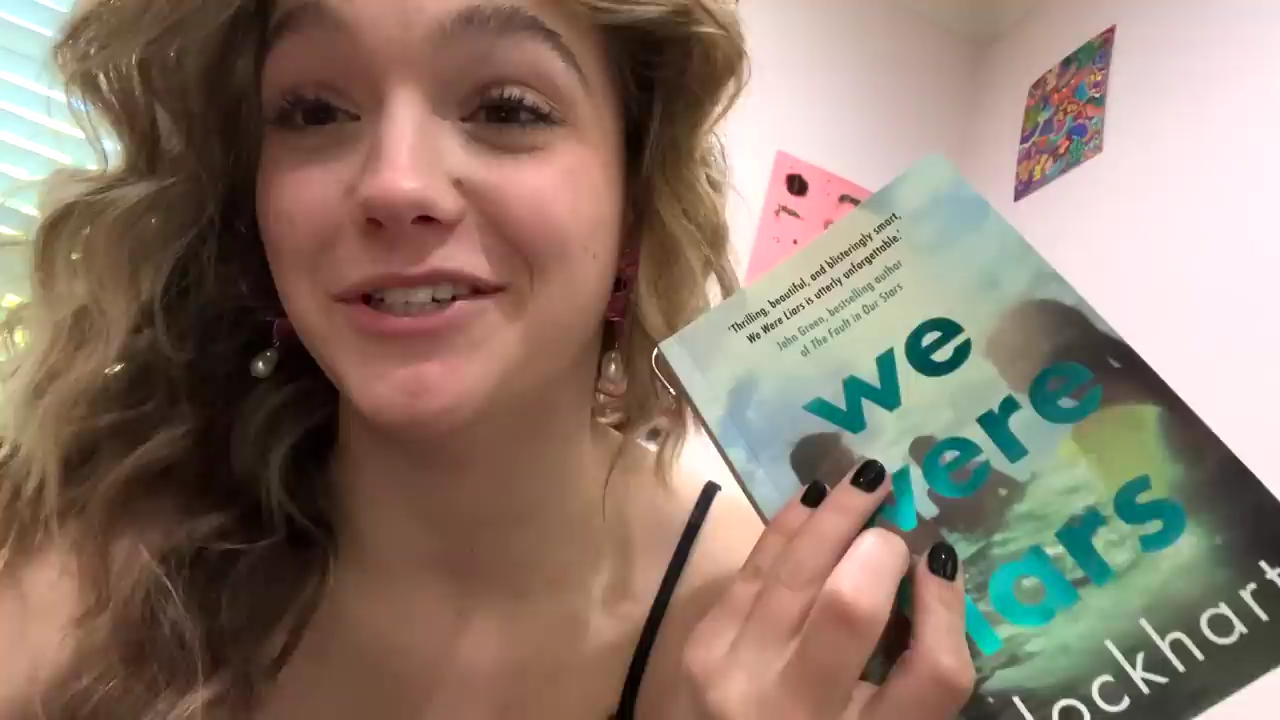 'Thrilling, beautiful, and blisteringly smart,
We Were Liars is utterly unforgettable.'
John Green, bestselling author
of The Fault in Our Stars
we
were
liars
lockhart